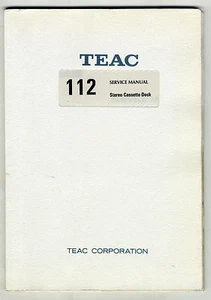 TEAC
112
SERVICE MANUAL
Stereo Cassette Deck
TEAC CORPORATION